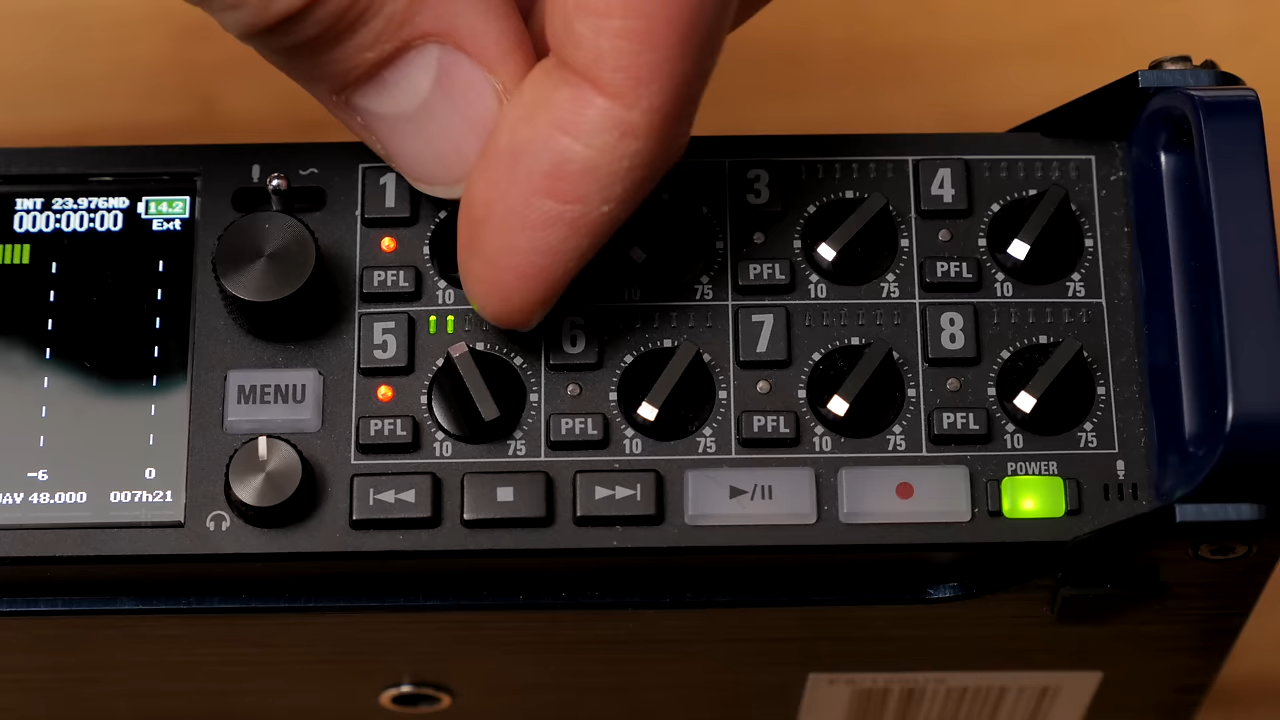 INT 23.976ND
000:00:00
14.2
Ext
-6 0
48.000 007h21
MENU
1
PFL
10
75
3
PFL
10 75
4
PFL
10 75
5
PFL
10 75
6
PFL
10 75
7
PFL
10 75
8
PFL
10 75
POWER